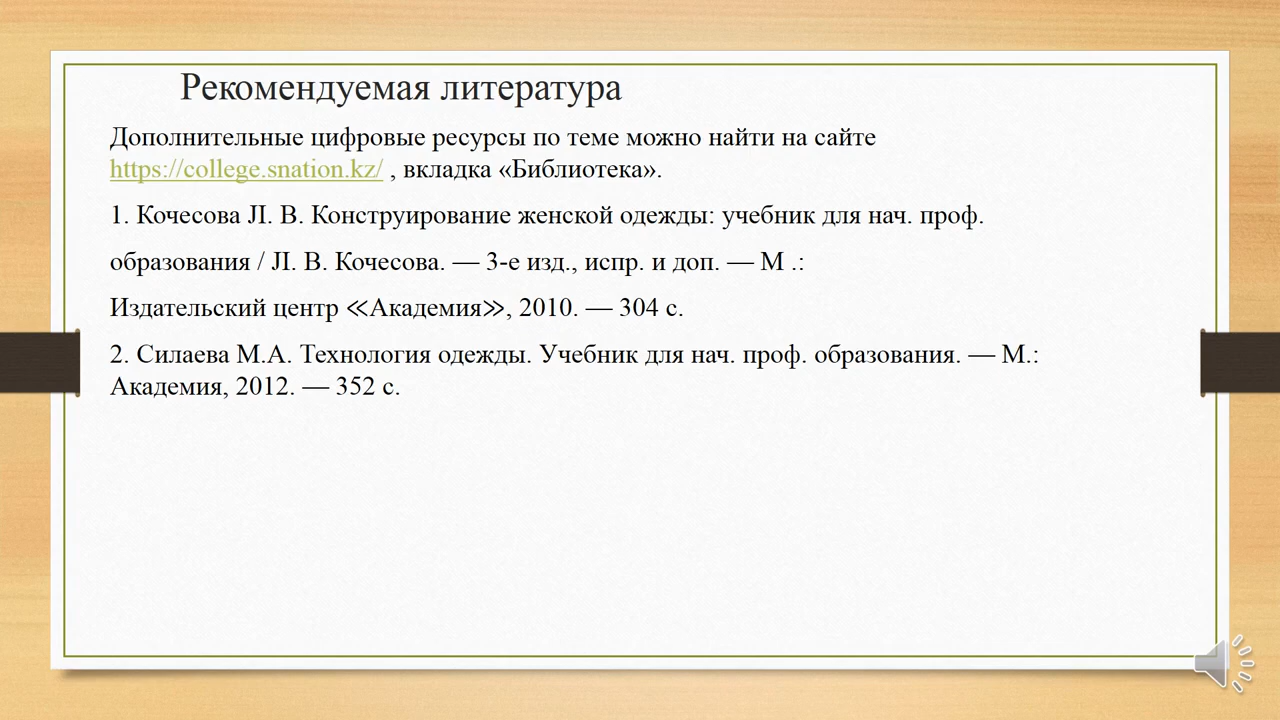 Рекомендуемая литература
Дополнительные цифровые ресурсы по теме можно найти на сайте
https://college.snation.kz/ , вкладка «Библиотека».
1. Кочесова Л. В. Конструирование женской одежды: учебник для нач. проф.
образования / Л. В. Кочесова. — 3-е изд., испр. и доп. — М .:
Издательский центр ≪Академия≫, 2010. — 304 с.
2. Силаева М.А. Технология одежды. Учебник для нач. проф. образования. — М.:
Академия, 2012. — 352 с.